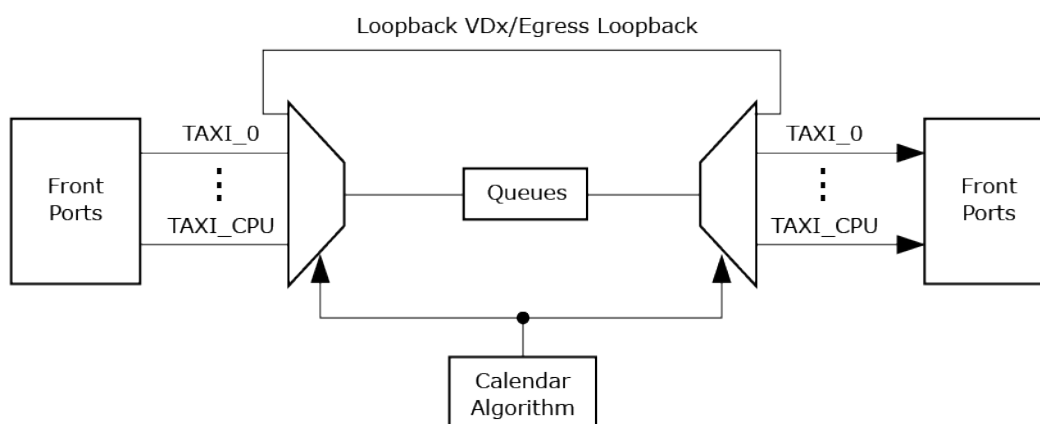 Loopback VDx/Egress Loopback
TAXI_0
TAXI_0
Front
Ports
Queues
Front
Ports
TAXI_CPU
TAXI_CPU
Calendar
Algorithm